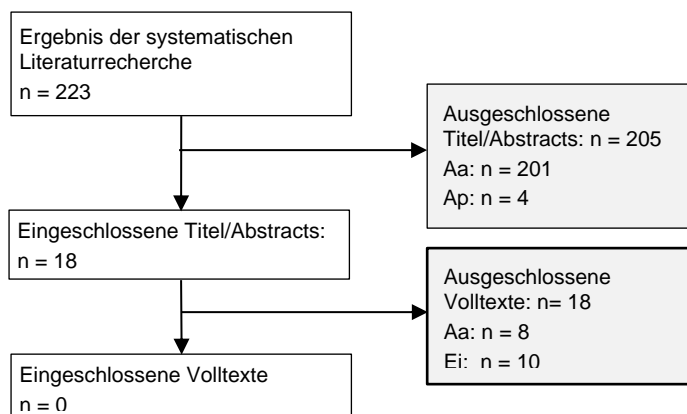 Ergebnis der systematischen
Literaturrecherche
n = 223
Ausgeschlossene
Titel/Abstracts: n = 205
Aa: n = 201
Ap: n = 4
Eingeschlossene Titel/Abstracts:
n = 18
Ausgeschlossene
Volltexte: n= 18
Aa: n = 8
Ei: n = 10
Eingeschlossene Volltexte
n = 0